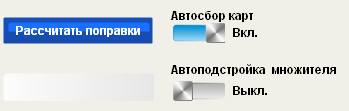 Автосбор карт
Рассчитать поправки
Вкл.
Автоподстройка множителя
Выкл.